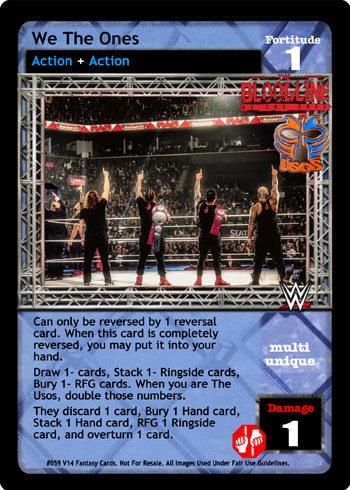 We The Ones
Fortitude
1
Action + Action
THE
BLOODLINE
WE THE ONES
USOS
W
Can only be reversed by 1 reversal
card. When this card is completely
reversed, you may put it into your
hand.
Draw 1- cards, Stack 1- Ringside cards,
Bury 1- RFG cards. When you are The
Usos, double those numbers.
They discard 1 card, Bury 1 Hand card,
Stack 1 Hand card, RFG 1 Ringside
card, and overturn 1 card.
multi
unique
Damage
1
#059 V14 Fantasy Cards. Not For Resale. All Images Used Under Fair Use Guidelines.